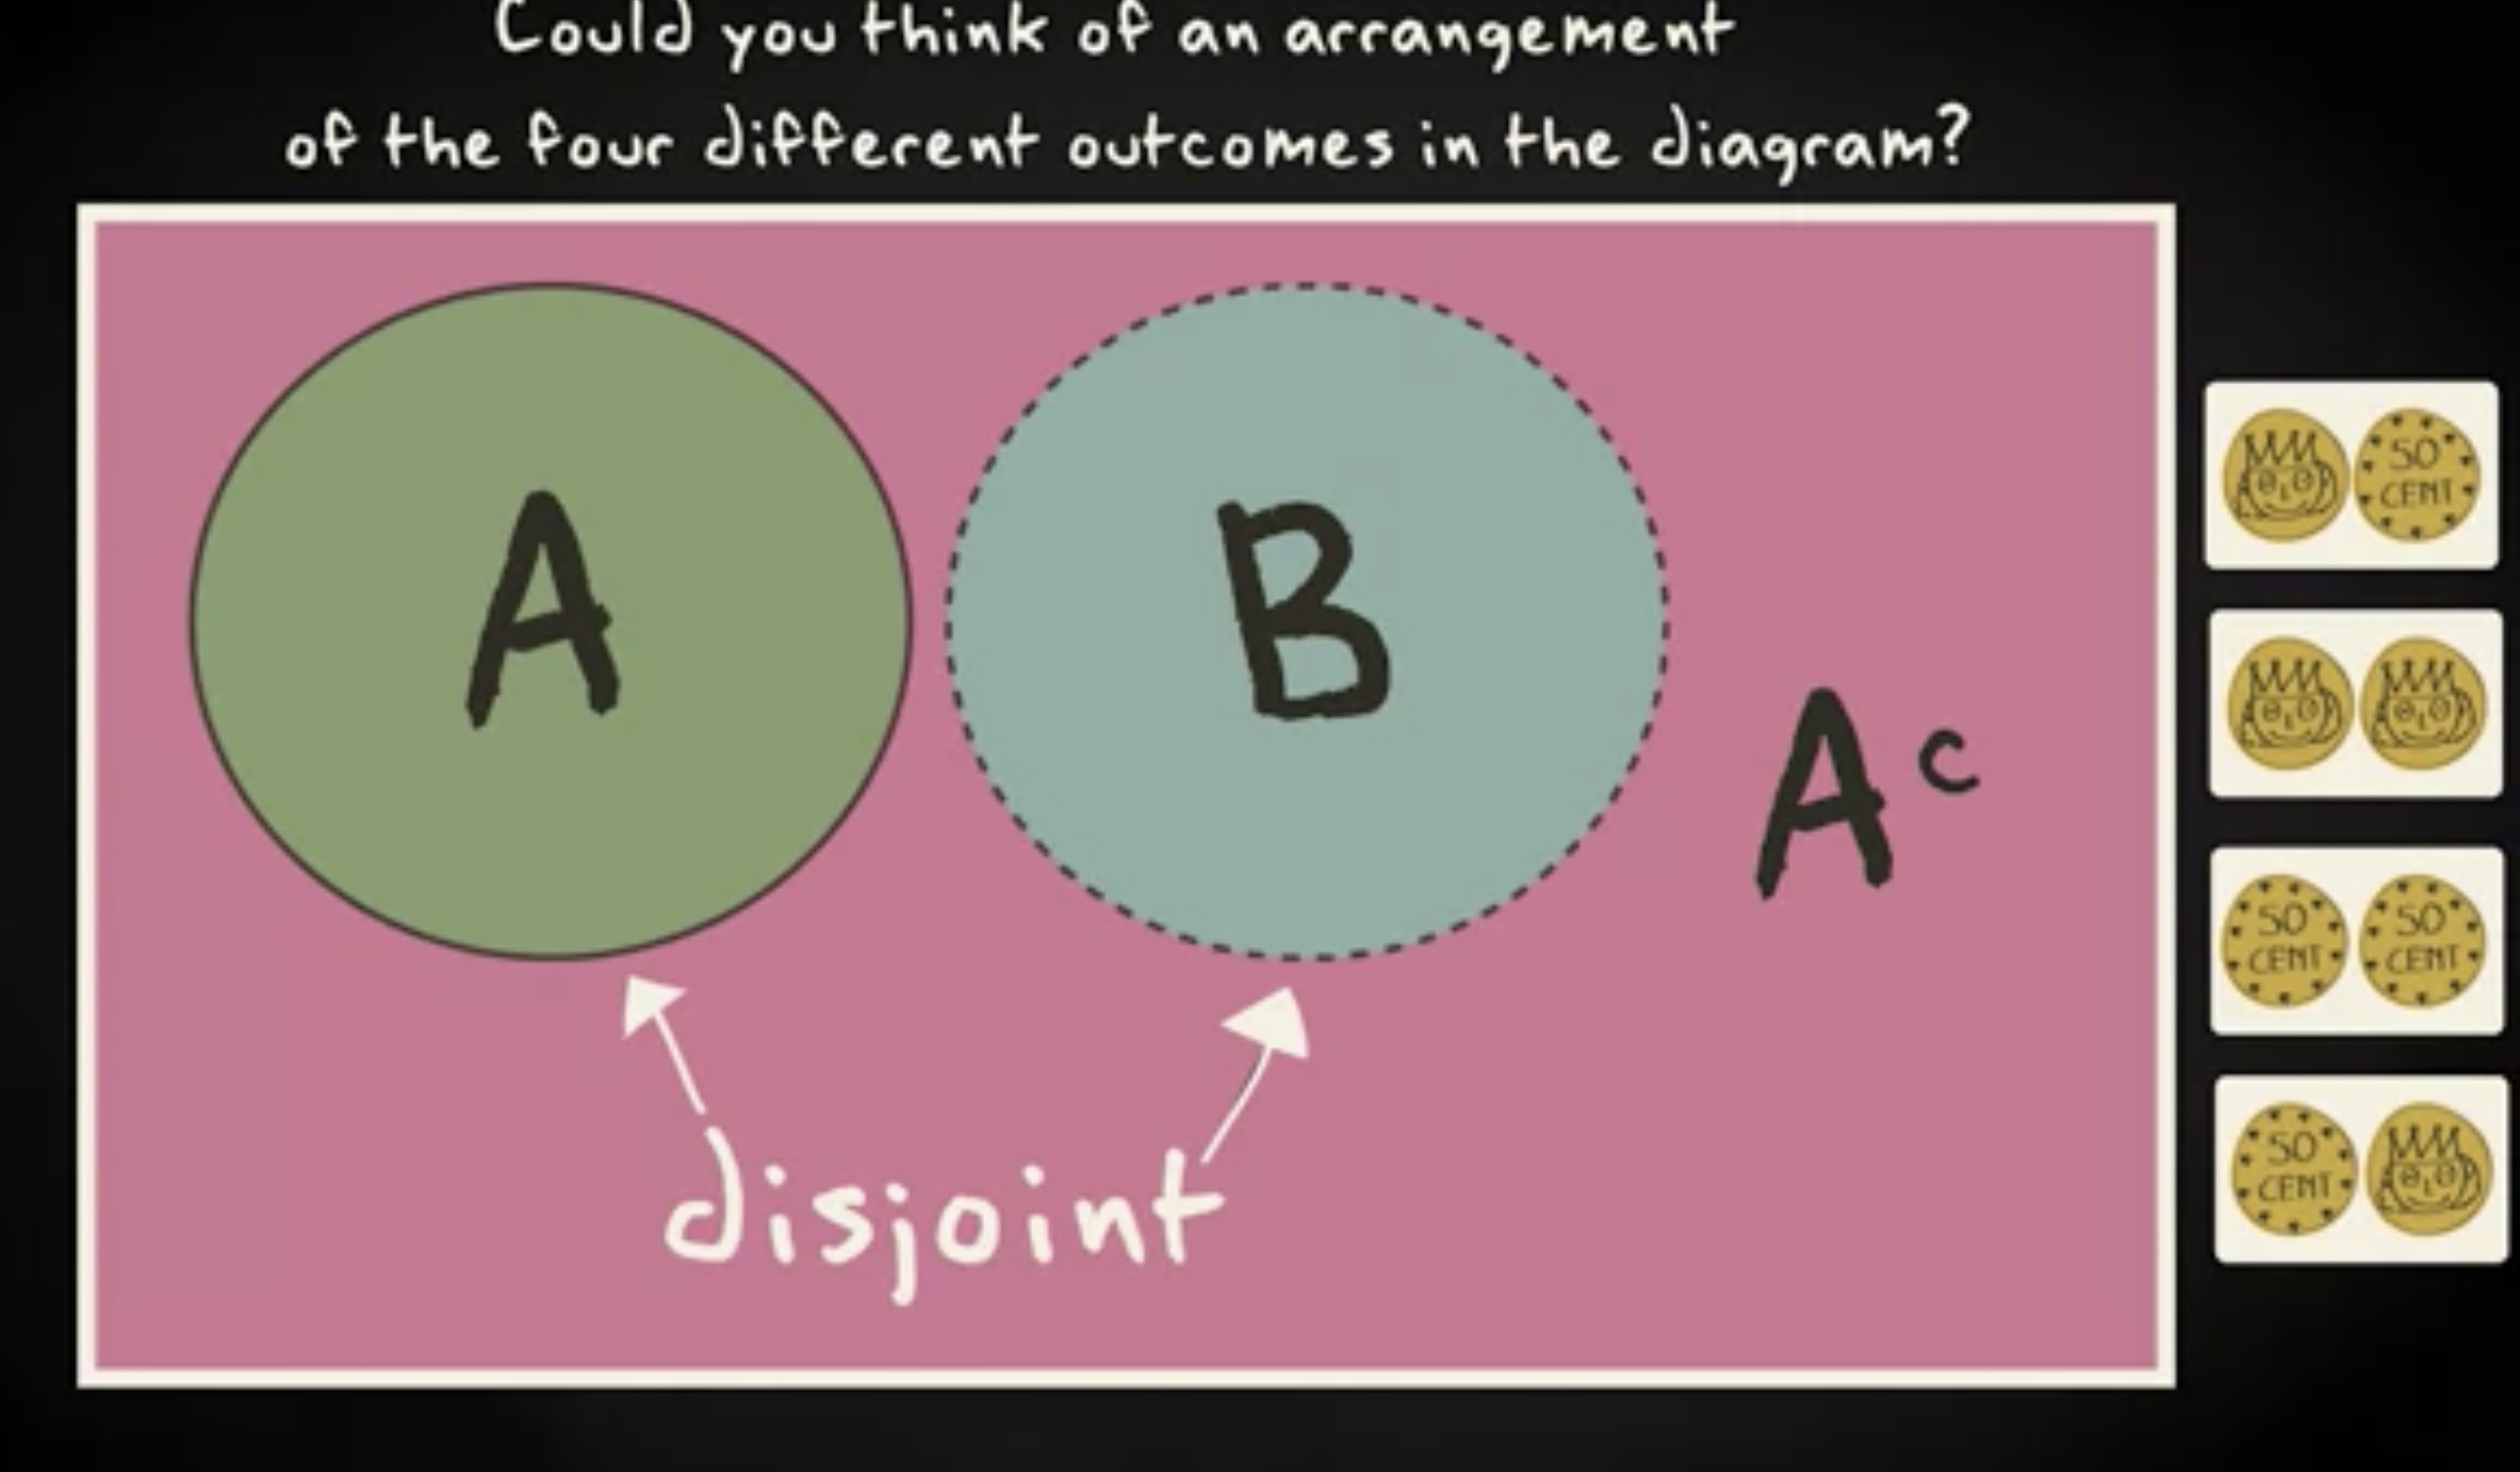 Could you think of an arrangement
of the four different outcomes in the diagram?
A
B
Aᶜ
disjoint
50
CENT
50 50
CENT CENT
50
CENT